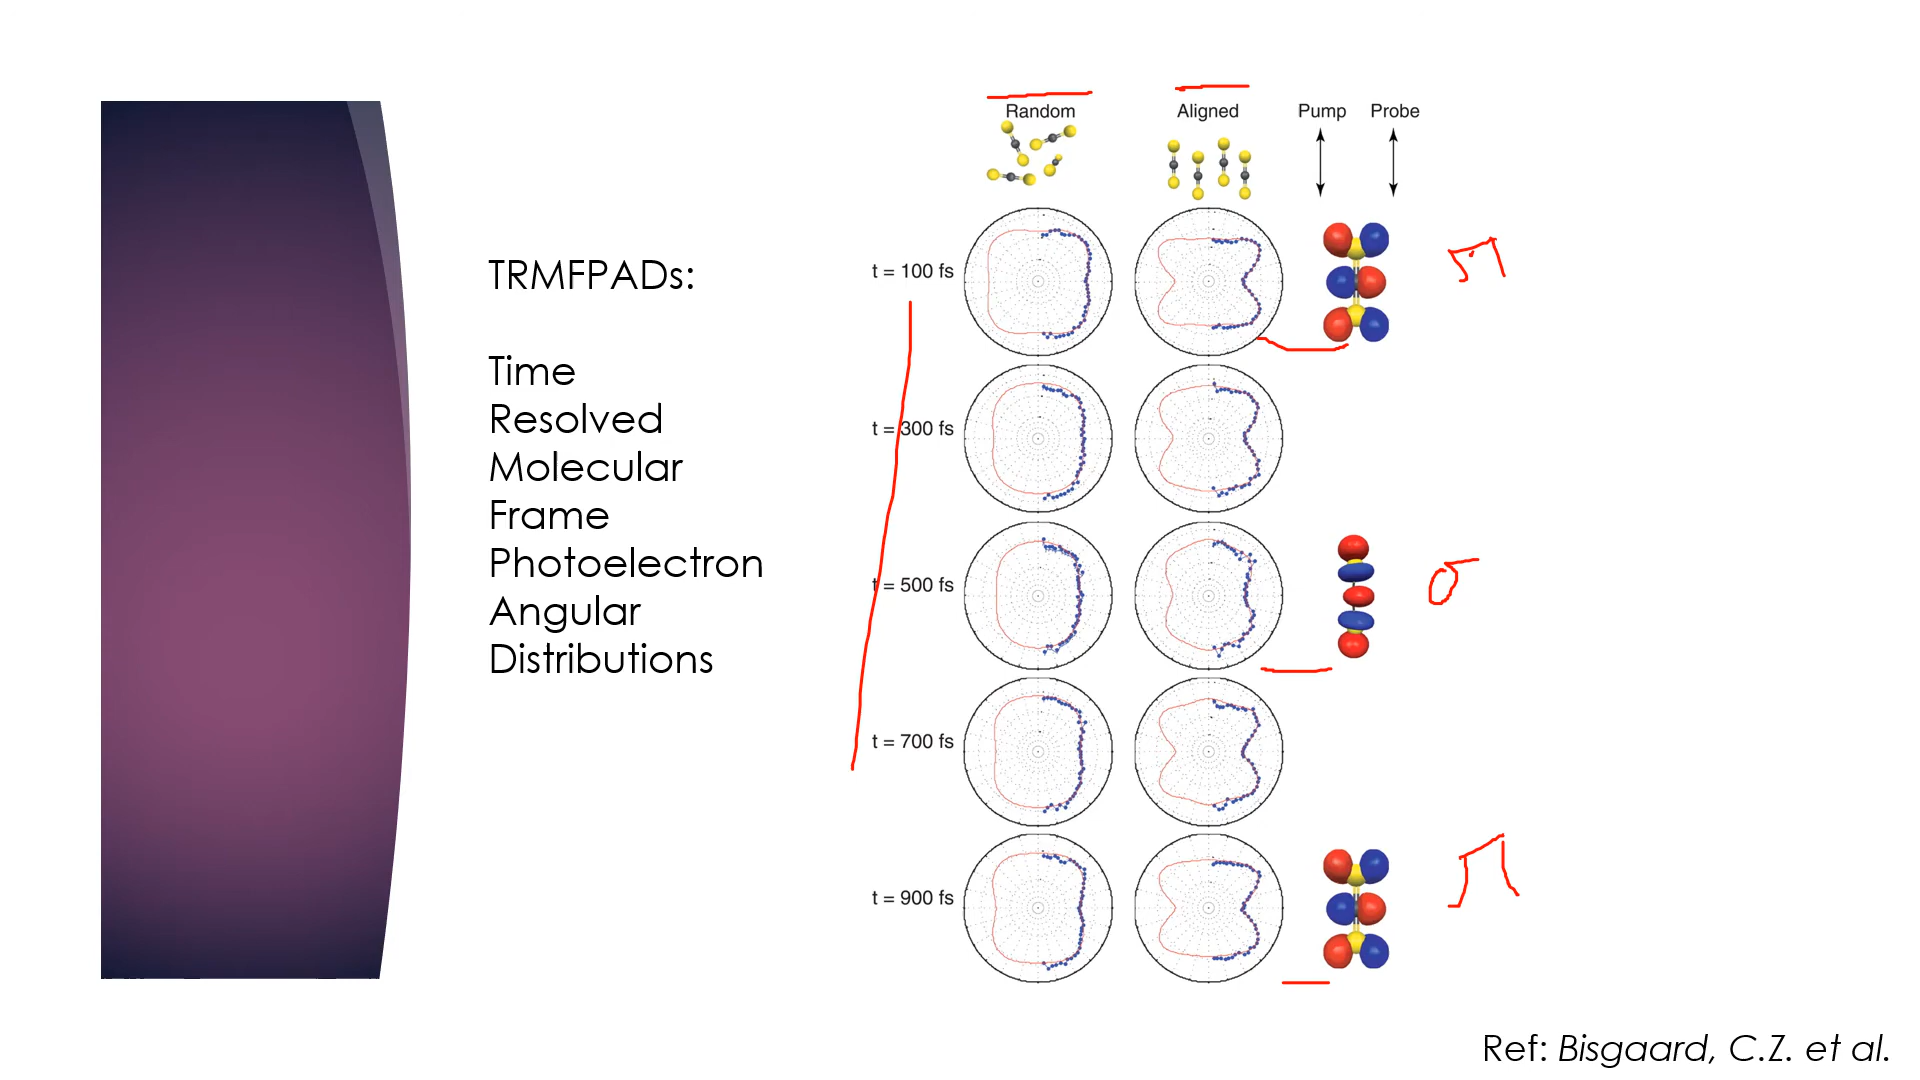 TRMFPADs:
Time
Resolved
Molecular
Frame
Photoelectron
Angular
Distributions
Random
Aligned
Pump
Probe
t = 100 fs
π
t = 300 fs
t = 500 fs
σ
t = 700 fs
t = 900 fs
π
Ref: Bisgaard, C.Z. et al.